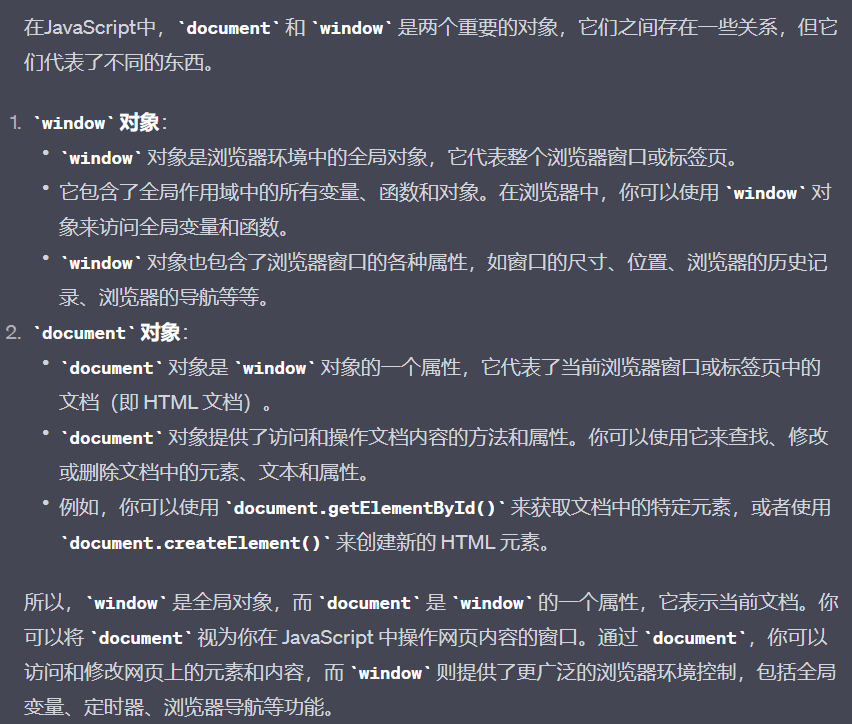 在JavaScript中，`document` 和 `window` 是两个重要的对象，它们之间存在一些关系，但它
们代表了不同的东西。
1. `window` 对象：
• `window` 对象是浏览器环境中的全局对象，它代表整个浏览器窗口或标签页。
• 它包含了全局作用域中的所有变量、函数和对象。在浏览器中，你可以使用 `window` 对
象来访问全局变量和函数。
• `window` 对象也包含了浏览器窗口的各种属性，如窗口的尺寸、位置、浏览器的历史记
录、浏览器的导航等等。
2. `document` 对象：
• `document` 对象是 `window` 对象的一个属性，它代表了当前浏览器窗口或标签页中的
文档（即 HTML 文档）。
• `document` 对象提供了访问和操作文档内容的方法和属性。你可以使用它来查找、修改
或删除文档中的元素、文本和属性。
• 例如，你可以使用 `document.getElementById()` 来获取文档中的特定元素，或者使用
`document.createElement()` 来创建新的 HTML 元素。
所以，`window` 是全局对象，而 `document` 是 `window` 的一个属性，它表示当前文档。你
可以将 `document` 视为你在 JavaScript 中操作网页内容的窗口。通过 `document`，你可以
访问和修改网页上的元素和内容，而 `window` 则提供了更广泛的浏览器环境控制，包括全局
变量、定时器、浏览器导航等功能。